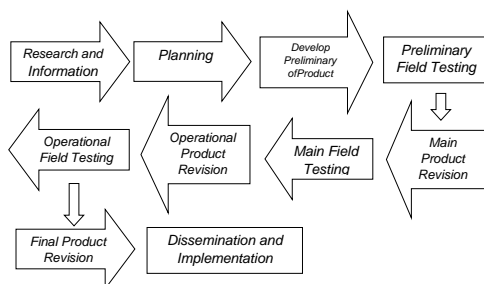 Research and
Information
Planning
Develop
Preliminary
ofProduct
Preliminary
Field Testing
Main
Product
Revision
Main Field
Testing
Operational
Product
Revision
Operational
Field Testing
Final Product
Revision
Dissemination and
Implementation